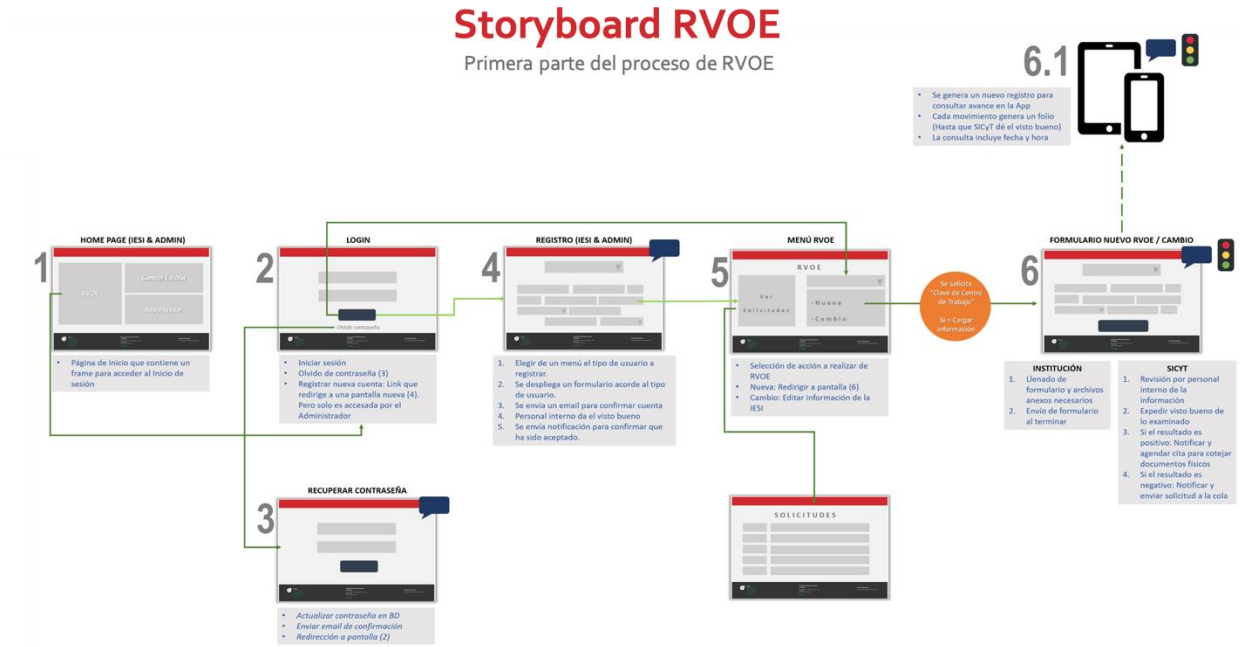 Storyboard RVOE
Primera parte del proceso de RVOE
6.1
• Se genera un nuevo registro para
consultar avance en la App
• Cada movimiento genera un folio
(Hasta que SICyT dé el visto bueno)
• La consulta incluye fecha y hora
HOME PAGE (IESI & ADMIN)
1
RVOE
Control Escolar
• Página de inicio que contiene un
frame para acceder al Inicio de
sesión
LOGIN
2
Olvidé contraseña
• Iniciar sesión
• Olvido de contraseña (3)
• Registrar nueva cuenta: Link que
redirige a una pantalla nueva (4).
Pero solo es accesada por el
Administrador
RECUPERAR CONTRASEÑA
3
• Actualizar contraseña en BD
• Enviar email de confirmación
• Redirección a pantalla (2)
REGISTRO (IESI & ADMIN)
4
1. Elegir de un menú el tipo de usuario a
registrar.
2. Se despliega un formulario acorde al tipo
de usuario.
3. Se envía un email para confirmar cuenta
4. Personal interno da el visto bueno
5. Se envía notificación para confirmar que
ha sido aceptado.
MENÚ RVOE
5
RVOE
Ver
Solicitudes
-Nueva
-Cambio
• Selección de acción a realizar de
RVOE
• Nueva: Redirigir a pantalla (6)
• Cambio: Editar información de la
IESI
SOLICITUDES
Se solicita
"Clave de Centro
de Trabajo"
Si = Cargar
información
FORMULARIO NUEVO RVOE / CAMBIO
6
INSTITUCIÓN
1. Llenado de
formulario y archivos
anexos necesarios
2. Envío de formulario
al terminar
SICYT
1. Revisión por personal
interno de la
información
2. Expedir visto bueno de
lo examinado
3. Si el resultado es
positivo: Notificar y
agendar cita para cotejar
documentos físicos
4. Si el resultado es
negativo: Notificar y
enviar solicitud a la cola